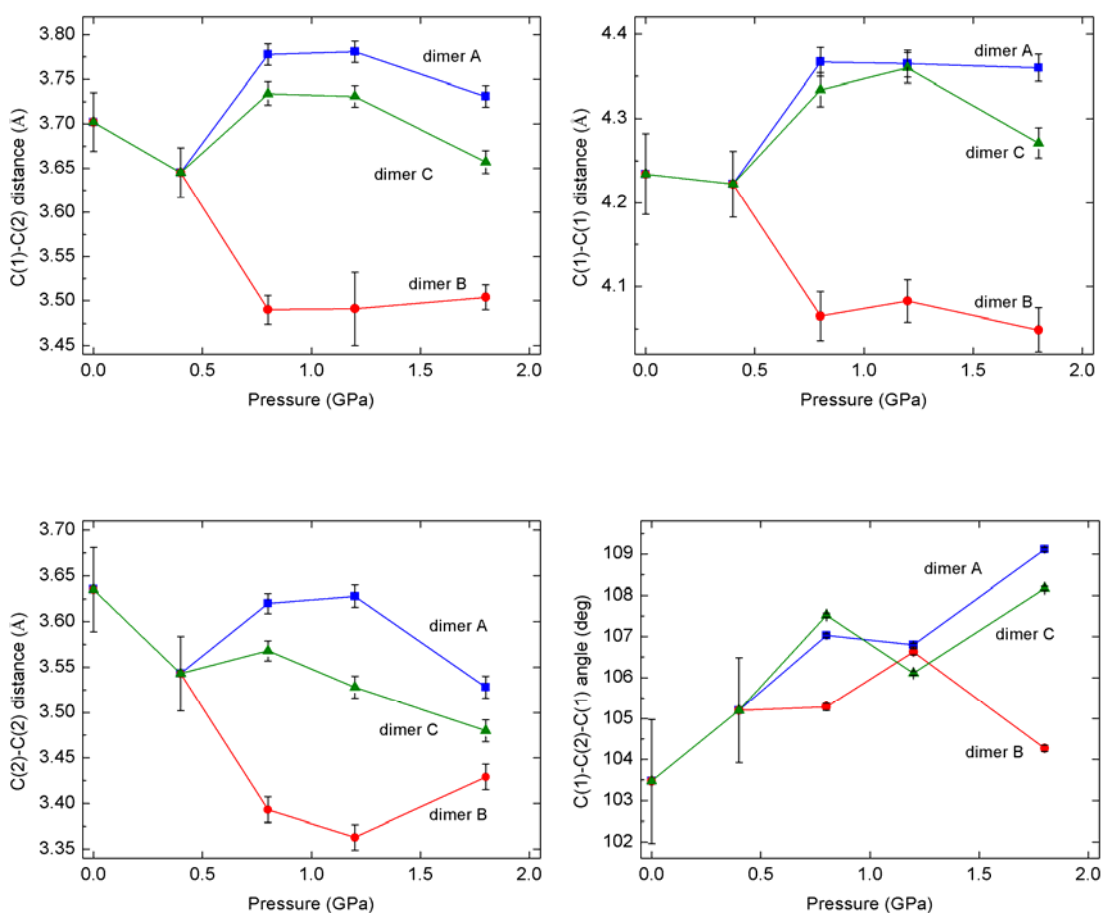 3.80
3.75
3.70
3.65
3.60
3.55
3.50
3.45
C(1)-C(2) distance (Å)
dimer A
dimer C
dimer B
0.0 0.5 1.0 1.5 2.0
Pressure (GPa)
4.4
4.3
4.2
4.1
C(1)-C(1) distance (Å)
dimer A
dimer C
dimer B
0.0 0.5 1.0 1.5 2.0
Pressure (GPa)
3.70
3.65
3.60
3.55
3.50
3.45
3.40
3.35
C(2)-C(2) distance (Å)
dimer A
dimer C
dimer B
0.0 0.5 1.0 1.5 2.0
Pressure (GPa)
109
108
107
106
105
104
103
102
C(1)-C(2)-C(1) angle (deg)
dimer A
dimer C
dimer B
0.0 0.5 1.0 1.5 2.0
Pressure (GPa)